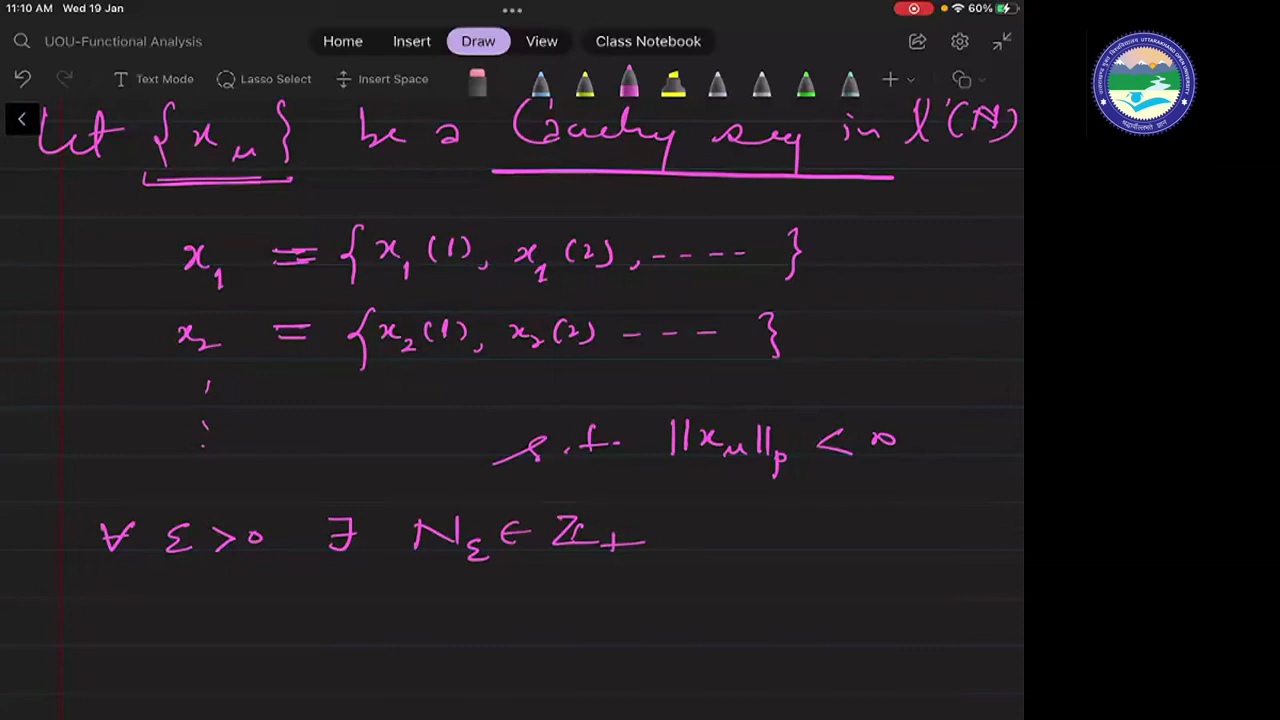 11:10 AM Wed 19 Jan
60%
UOU-Functional Analysis
Home Insert Draw View Class Notebook
Text Mode Lasso Select Insert Space
Let {x_n} be a Cauchy seq in l'(N)
x_1 = {x_1(1), x_1(2), ---- }
x_2 = {x_2(1), x_2(2) --- }
s.t. ||x_n||_p < ∞
∀ ε > 0 ∃ N_ε ∈ ℤ_+